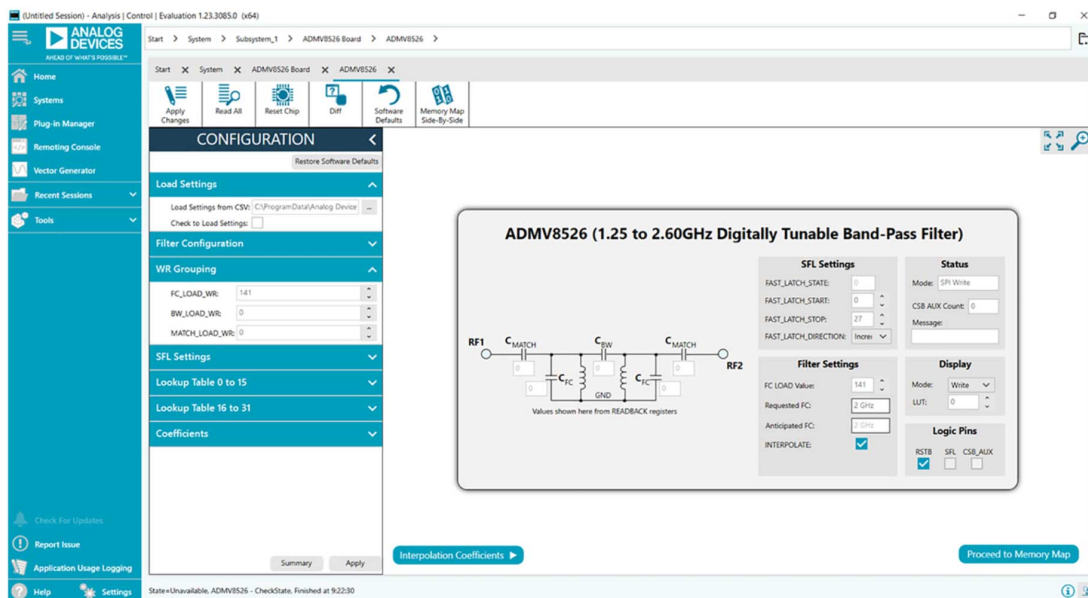 (Untitled Session) - Analysis | Control | Evaluation 1.23.3085.0 (x64)
ANALOG
DEVICES
AHEAD OF WHAT'S POSSIBLE™
Start > System > Subsystem_1 > ADMV8526 Board > ADMV8526 >
Start System ADMV8526 Board ADMV8526
Home
Systems
Plug-in Manager
Remoting Console
Vector Generator
Recent Sessions
Tools
Check For Updates
Report Issue
Application Usage Logging
Help Settings
Apply Changes
Read All
Reset Chip
Diff
Software Defaults
Memory Map Side-By-Side
CONFIGURATION
Restore Software Defaults
Load Settings
Load Settings from CSV: C:\ProgramData\Analog Device ...
Check to Load Settings:
Filter Configuration
WR Grouping
FC_LOAD_WR: 141
BW_LOAD_WR: 0
MATCH_LOAD_WR: 0
SFL Settings
Lookup Table 0 to 15
Lookup Table 16 to 31
Coefficients
Summary Apply
ADMV8526 (1.25 to 2.60GHz Digitally Tunable Band-Pass Filter)
RF1 CMATCH CBW CMATCH RF2
0 0 0
0 CFC CFC 0
GND
Values shown here from READBACK registers
SFL Settings
FAST_LATCH_STATE: 0
FAST_LATCH_START: 0
FAST_LATCH_STOP: 27
FAST_LATCH_DIRECTION: Incre
Filter Settings
FC LOAD Value: 141
Requested FC: 2 GHz
Anticipated FC: 2 GHz
INTERPOLATE:
Status
Mode: SPI Write
CSB AUX Count: 0
Message:
Display
Mode: Write
LUT: 0
Logic Pins
RSTB SFL CSB_AUX
Interpolation Coefficients
Proceed to Memory Map
State=Unavailable, ADMV8526 - CheckState, Finished at 9:22:30